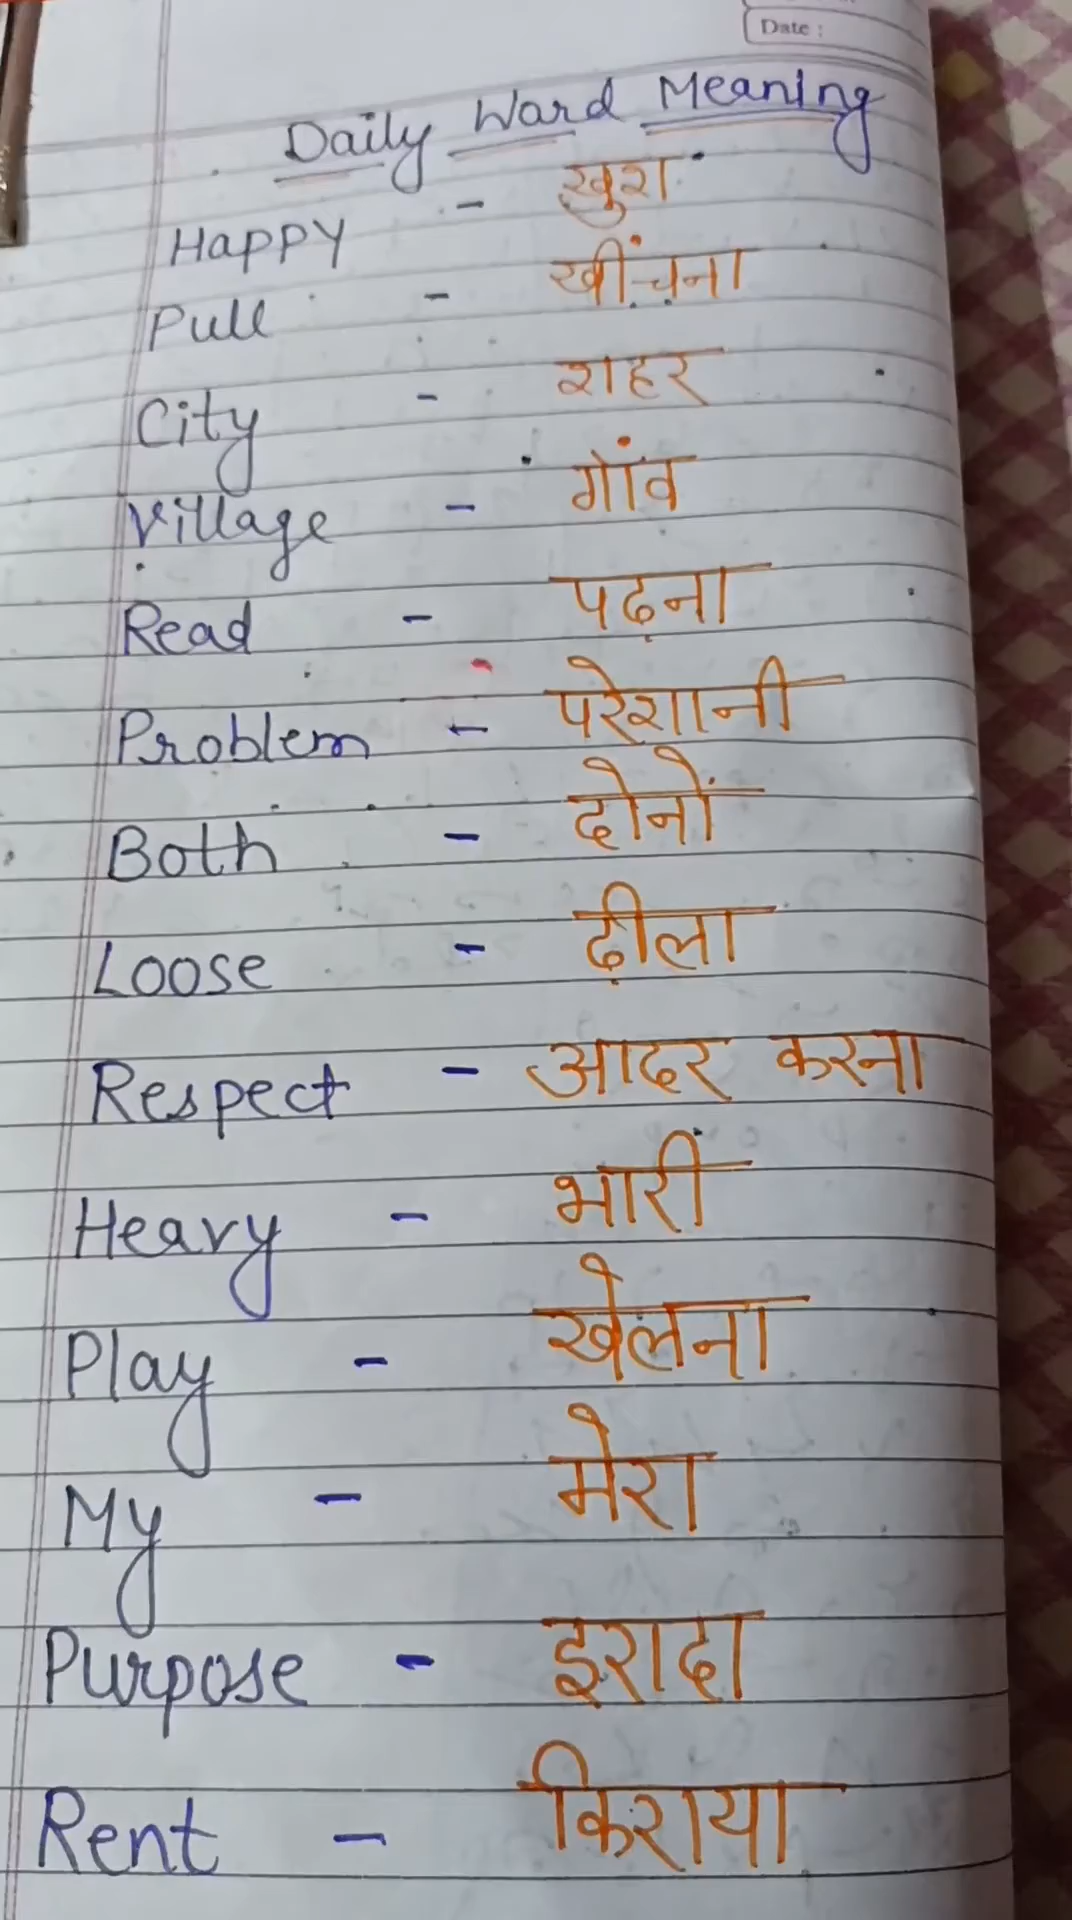 Date :
Daily Word Meaning
Happy - खुश
Pull - खींचना
City - शहर
Village - गांव
Read - पढ़ना
Problem - परेशानी
Both - दोनों
Loose - ढ़ीला
Respect - आदर करना
Heavy - भारी
Play - खेलना
My - मेरा
Purpose - इरादा
Rent - किराया